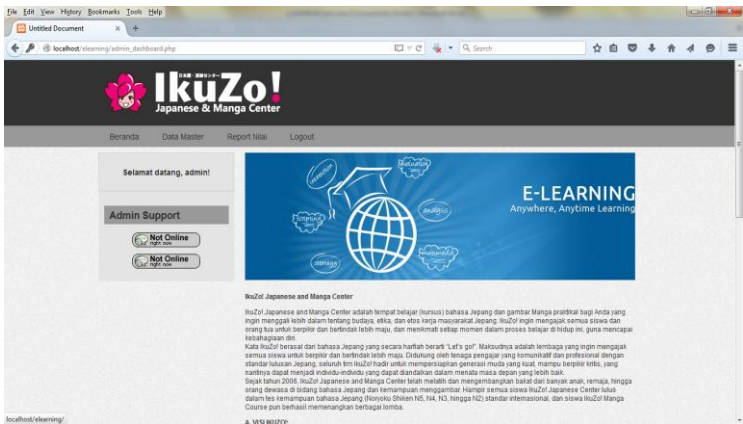 File Edit View History Bookmarks Tools Help
Untitled Document
localhost/elearning/admin_dashboard.php
Search
IkuZo!
Japanese & Manga Center
Beranda Data Master Report Nilai Logout
Selamat datang, admin!
Admin Support
Not Online
right now
Not Online
right now
E-LEARNING
Anywhere, Anytime Learning
analysis
storage
IkuZo! Japanese and Manga Center
IkuZo! Japanese and Manga Center adalah tempat belajar (kursus) bahasa Jepang dan gambar Manga praktikal bagi Anda yang
ingin menggali lebih dalam tentang budaya, etika, dan etos kerja masyarakat Jepang. IkuZo! ingin mengajak semua siswa dan
orang tua untuk berpikir dan bertindak lebih maju, dan menikmati setiap momen dalam proses belajar di hidup ini, guna mencapai
kebahagiaan diri.
Kata IkuZo! berasal dari bahasa Jepang yang secara harfiah berarti "Let's go!". Maksudnya adalah lembaga yang ingin mengajak
semua siswa untuk berpikir dan bertindak lebih maju. Didukung oleh tenaga pengajar yang komunikatif dan profesional dengan
standar lulusan Jepang, seluruh tim IkuZo! hadir untuk mempersiapkan generasi muda yang kuat, mampu berpikir kritis, yang
nantinya dapat menjadi individu-individu yang dapat diandalkan dalam menata masa depan yang lebih baik.
Sejak tahun 2006, IkuZo! Japanese and Manga Center telah melatih dan mengembangkan bakat dari banyak anak, remaja, hingga
orang dewasa di bidang bahasa Jepang dan kemampuan menggambar. Hampir semua siswa IkuZo! Japanese Center lulus
dalam tes kemampuan bahasa Jepang (Noryoku Shiken N5, N4, N3, hingga N2) standar internasional, dan siswa IkuZo! Manga
Course pun berhasil memenangkan berbagai lomba.
A. VISI IKUZO!:
localhost/elearning/